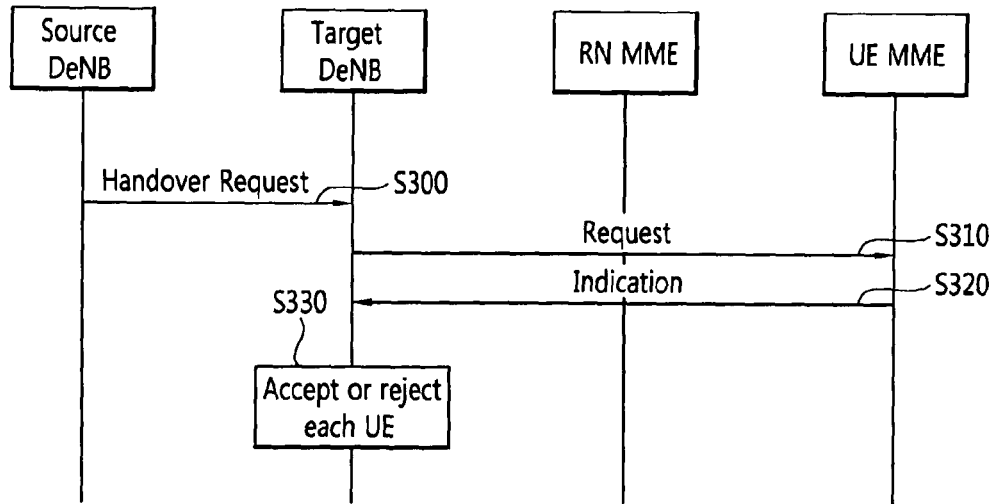 Source
DeNB
Target
DeNB
RN MME
UE MME
Handover Request
S300
Request
S310
Indication
S320
S330
Accept or reject
each UE